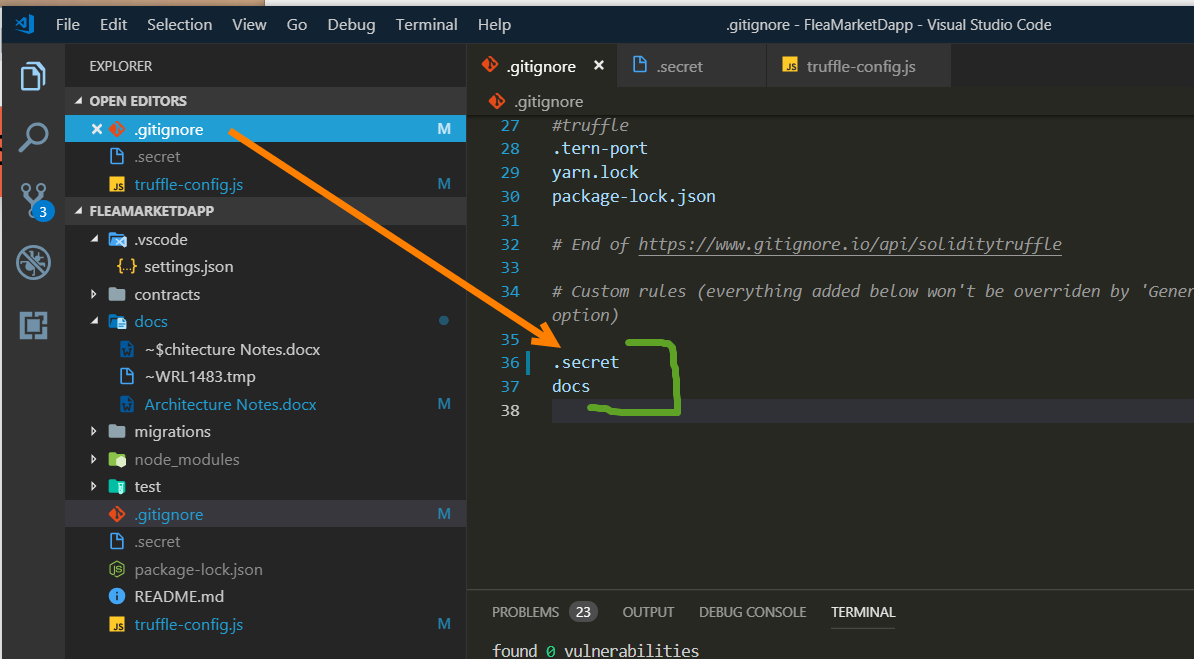 File Edit Selection View Go Debug Terminal Help .gitignore - FleaMarketDapp - Visual Studio Code
EXPLORER
OPEN EDITORS
.gitignore M
.secret
JS truffle-config.js M
3
FLEAMARKETDAPP
.vscode
{..} settings.json
contracts
docs
~$chitecture Notes.docx
~WRL1483.tmp
Architecture Notes.docx M
migrations
node_modules
test
.gitignore M
.secret
package-lock.json
README.md
JS truffle-config.js M
.gitignore × .secret JS truffle-config.js
.gitignore
27 #truffle
28 .tern-port
29 yarn.lock
30 package-lock.json
31
32 # End of https://www.gitignore.io/api/soliditytruffle
33
34 # Custom rules (everything added below won't be overriden by 'Gener
option)
35
36 .secret
37 docs
38
PROBLEMS 23 OUTPUT DEBUG CONSOLE TERMINAL
found 0 vulnerabilities